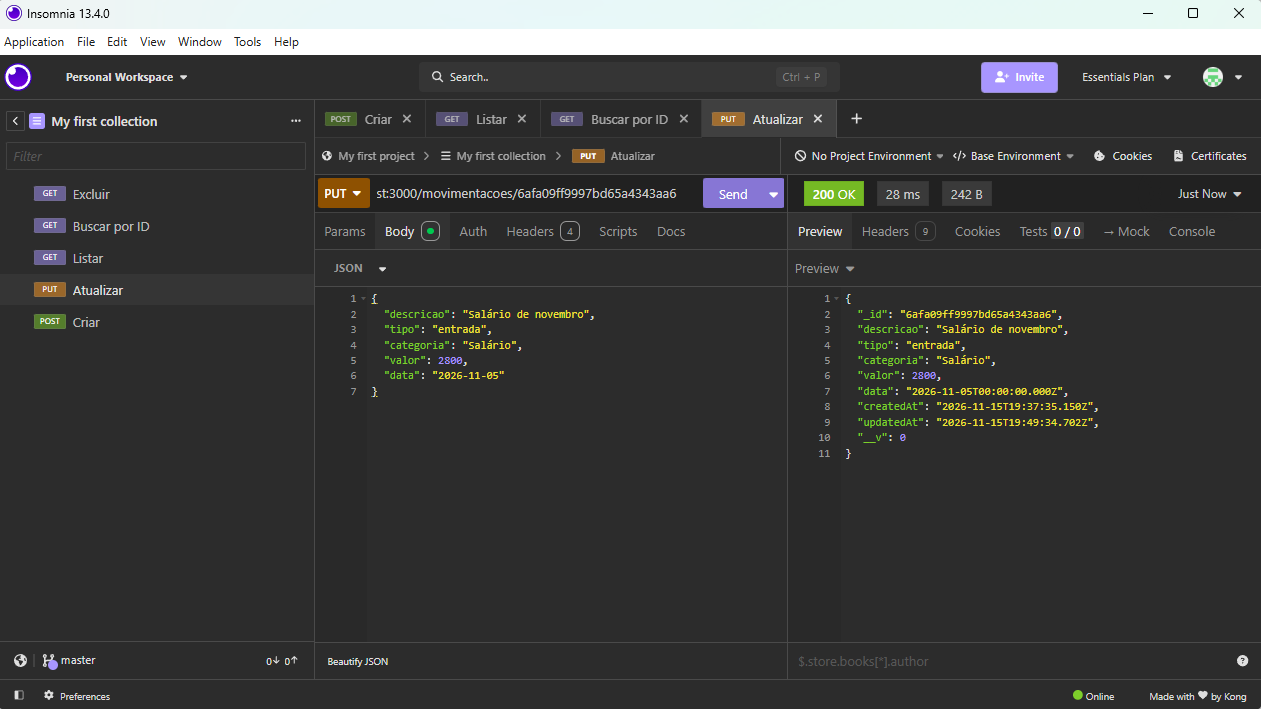 Insomnia 13.4.0
Application File Edit View Window Tools Help
Personal Workspace
Search..
Ctrl + P
Invite
Essentials Plan
My first collection
Filter
GET Excluir
GET Buscar por ID
GET Listar
PUT Atualizar
POST Criar
POST Criar
GET Listar
GET Buscar por ID
PUT Atualizar
My first project
My first collection
PUT Atualizar
No Project Environment
</> Base Environment
Cookies
Certificates
PUT st:3000/movimentacoes/6afa09ff9997bd65a4343aa6 Send
200 OK 28 ms 242 B Just Now
Params Body Auth Headers 4 Scripts Docs
Preview Headers 9 Cookies Tests 0 / 0 → Mock Console
JSON
1 {
2 "descricao": "Salário de novembro",
3 "tipo": "entrada",
4 "categoria": "Salário",
5 "valor": 2800,
6 "data": "2026-11-05"
7 }
Preview
1 {
2 "_id": "6afa09ff9997bd65a4343aa6",
3 "descricao": "Salário de novembro",
4 "tipo": "entrada",
5 "categoria": "Salário",
6 "valor": 2800,
7 "data": "2026-11-05T00:00:00.000Z",
8 "createdAt": "2026-11-15T19:37:35.150Z",
9 "updatedAt": "2026-11-15T19:49:34.702Z",
10 "__v": 0
11 }
master 0↓ 0↑
Beautify JSON
$.store.books[*].author
Preferences
Online
Made with ♥ by Kong